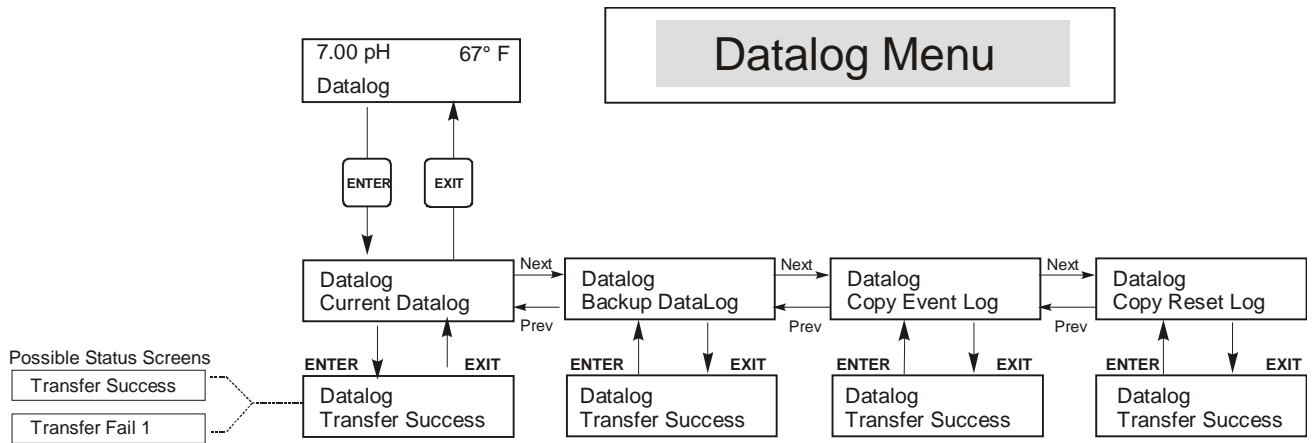 Datalog Menu
7.00 pH 67° F
Datalog
ENTER
EXIT
Datalog
Current Datalog
Next
Prev
Datalog
Backup DataLog
Next
Prev
Datalog
Copy Event Log
Next
Prev
Datalog
Copy Reset Log
Possible Status Screens
Transfer Success
Transfer Fail 1
ENTER EXIT
Datalog
Transfer Success
ENTER EXIT
Datalog
Transfer Success
ENTER EXIT
Datalog
Transfer Success
ENTER EXIT
Datalog
Transfer Success